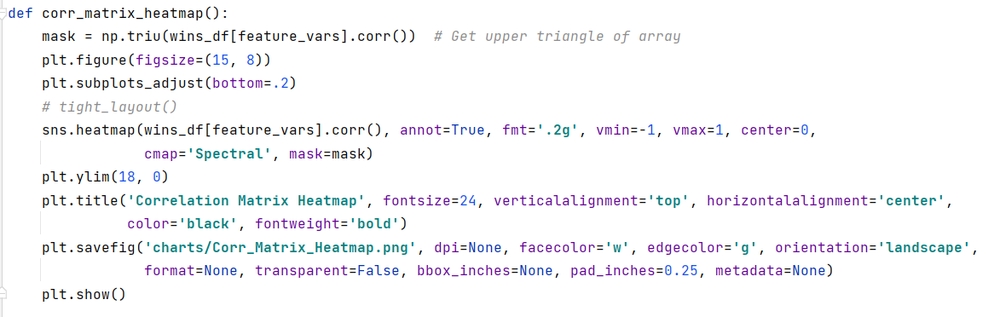 def corr_matrix_heatmap():
    mask = np.triu(wins_df[feature_vars].corr())  # Get upper triangle of array
    plt.figure(figsize=(15, 8))
    plt.subplots_adjust(bottom=.2)
    # tight_layout()
    sns.heatmap(wins_df[feature_vars].corr(), annot=True, fmt='.2g', vmin=-1, vmax=1, center=0,
                cmap='Spectral', mask=mask)
    plt.ylim(18, 0)
    plt.title('Correlation Matrix Heatmap', fontsize=24, verticalalignment='top', horizontalalignment='center',
              color='black', fontweight='bold')
    plt.savefig('charts/Corr_Matrix_Heatmap.png', dpi=None, facecolor='w', edgecolor='g', orientation='landscape',
                format=None, transparent=False, bbox_inches=None, pad_inches=0.25, metadata=None)
    plt.show()